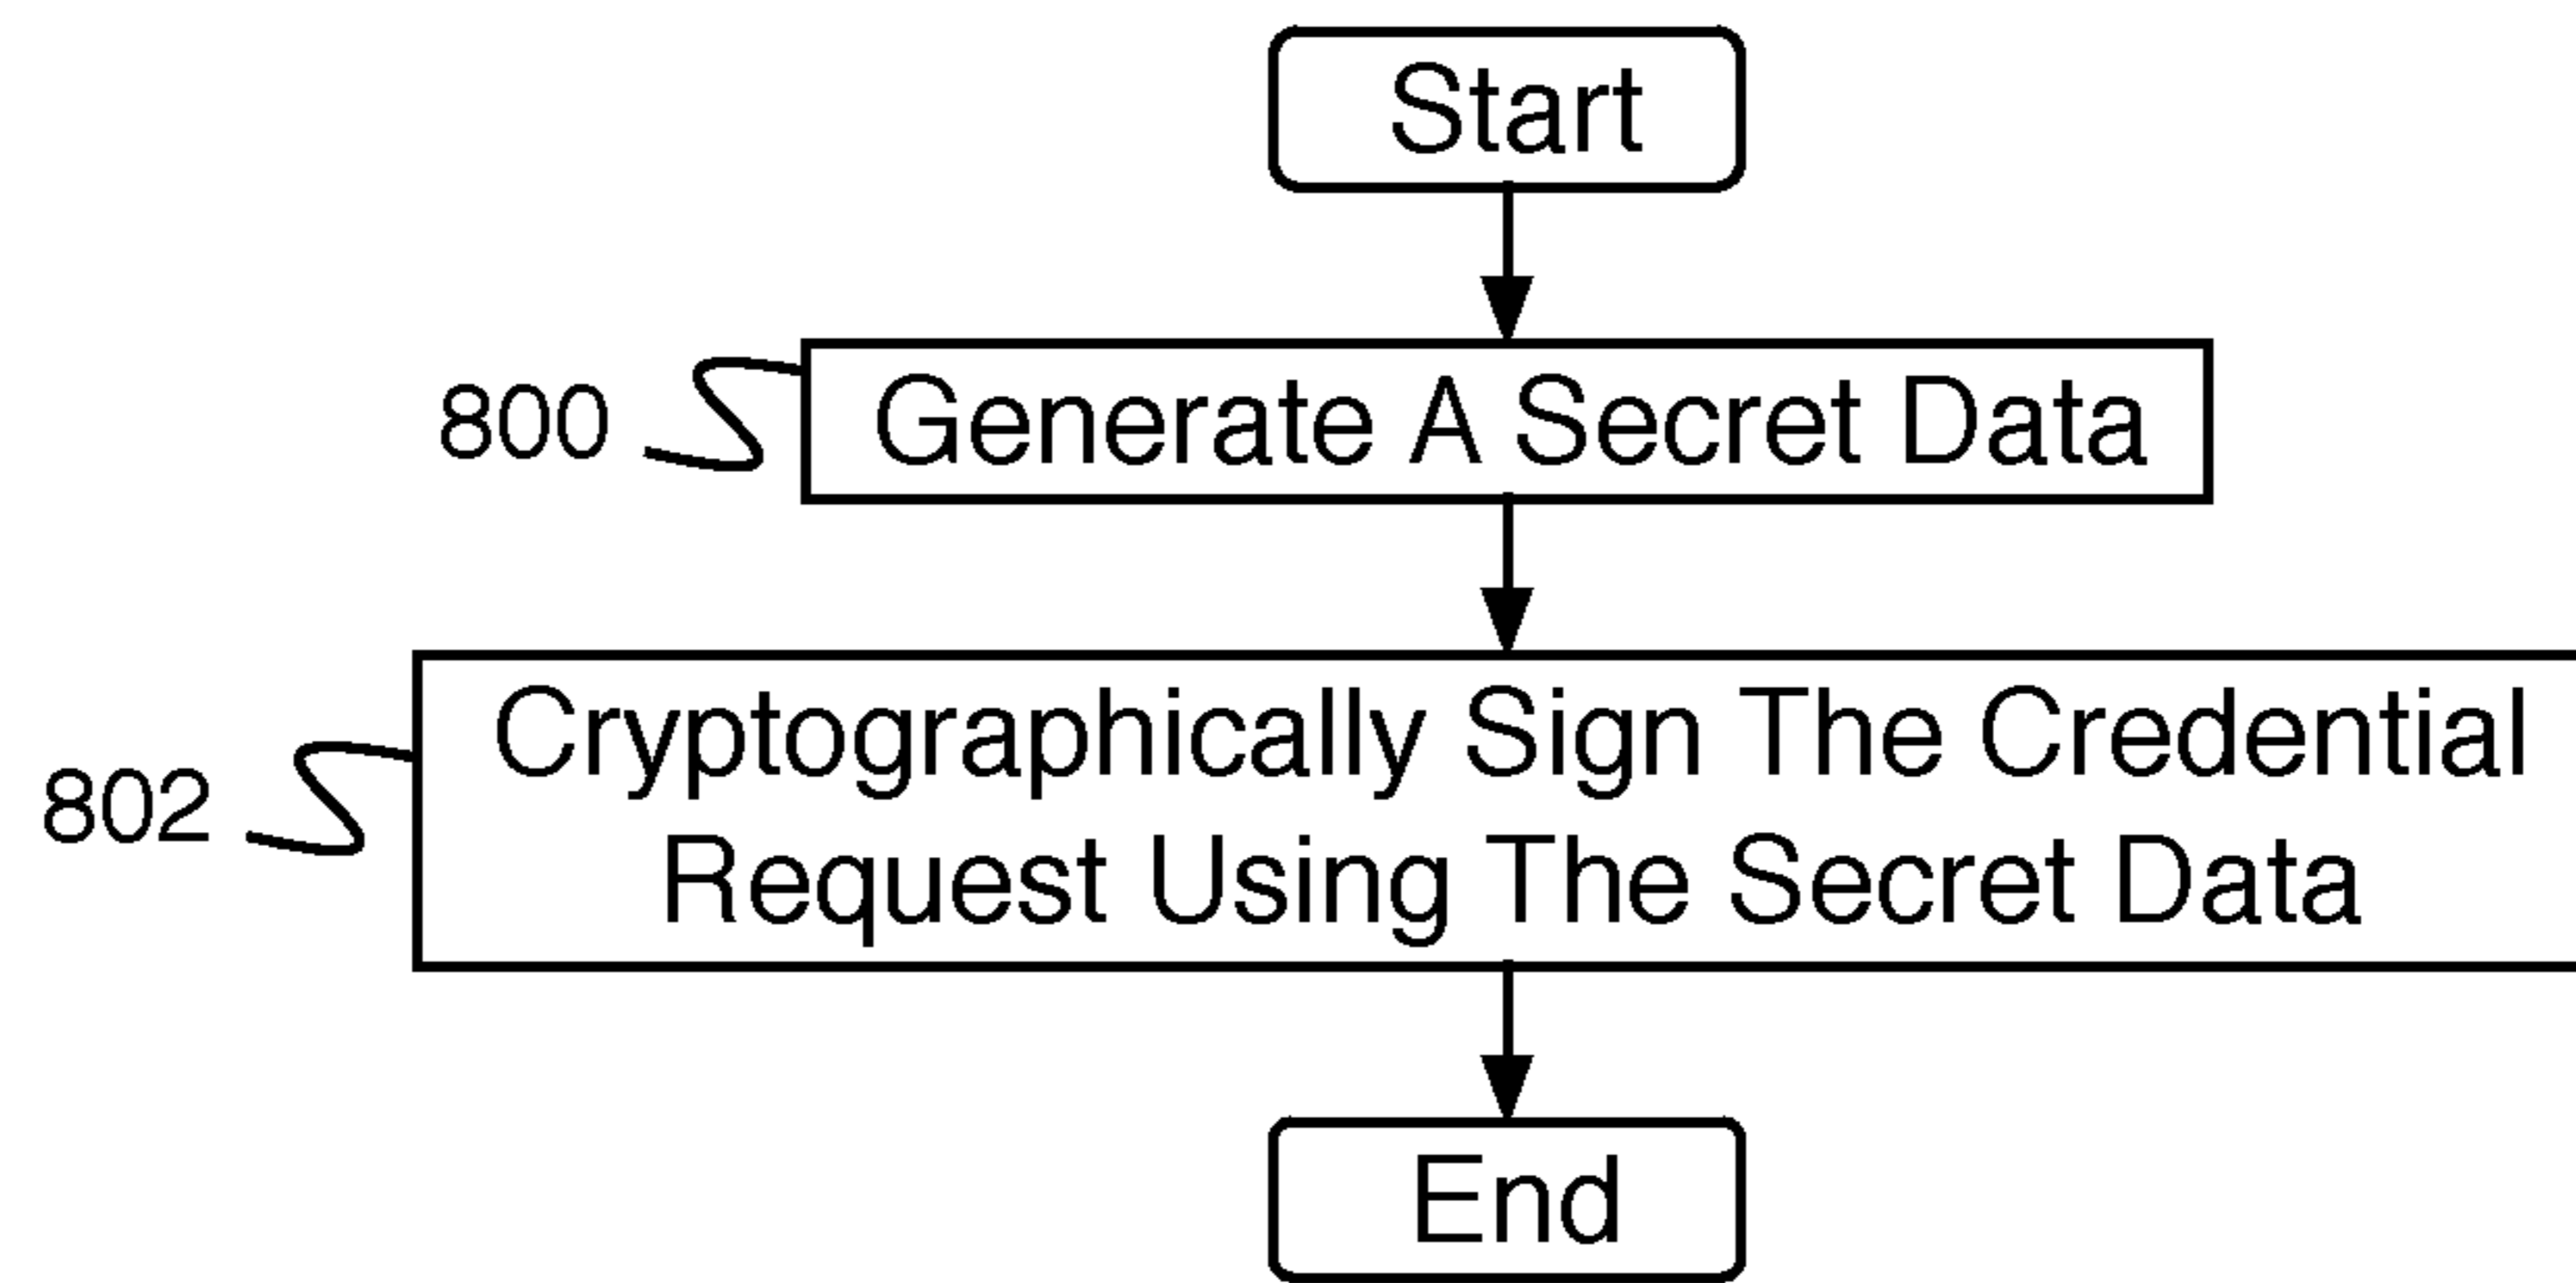 Start
800
Generate A Secret Data
802
Cryptographically Sign The Credential
Request Using The Secret Data
End